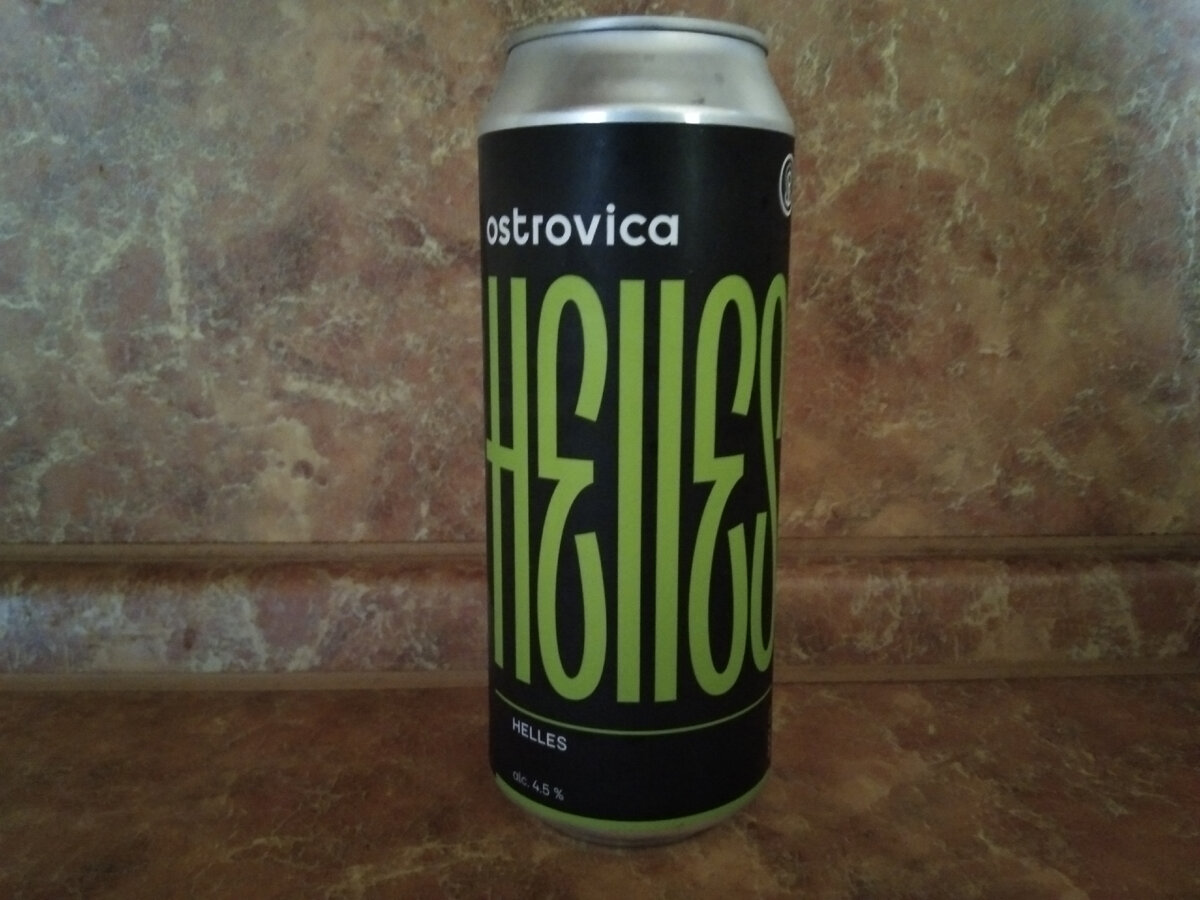 ostrovica
HELLES
HELLES
alc. 4.5 %